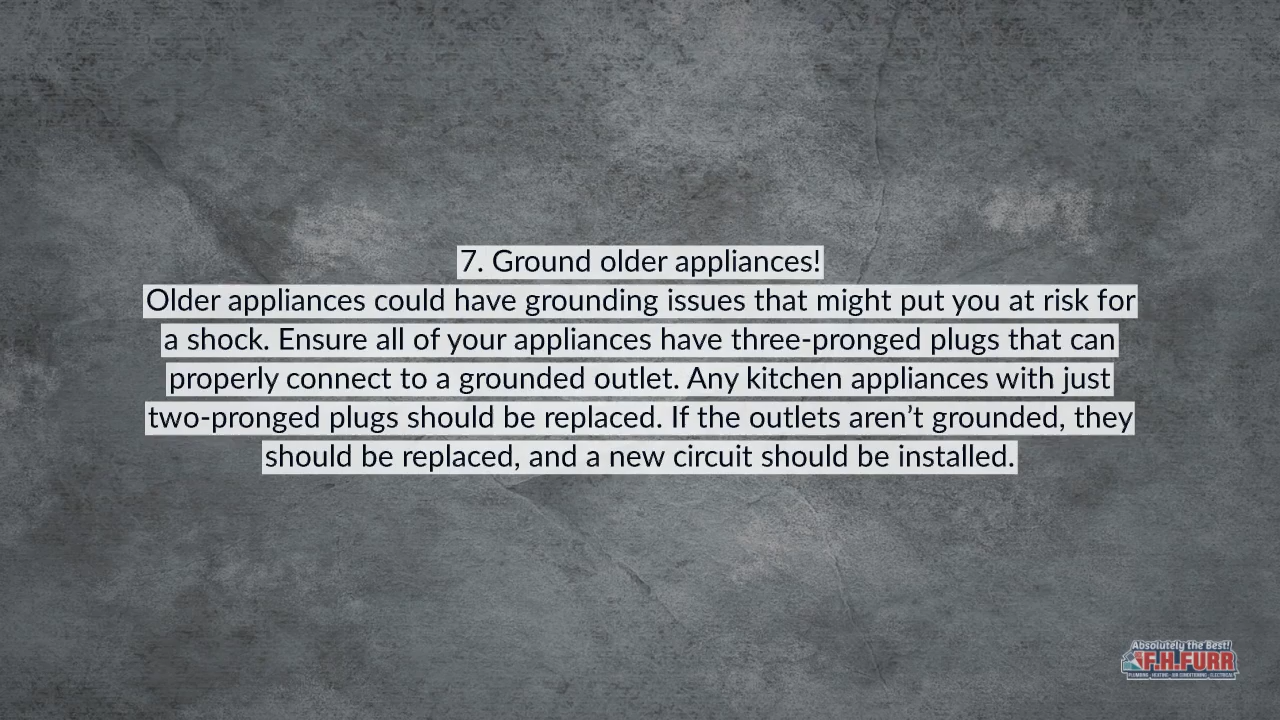 7. Ground older appliances!
Older appliances could have grounding issues that might put you at risk for
a shock. Ensure all of your appliances have three-pronged plugs that can
properly connect to a grounded outlet. Any kitchen appliances with just
two-pronged plugs should be replaced. If the outlets aren’t grounded, they
should be replaced, and a new circuit should be installed.
Absolutely the Best!
F.H.FURR
PLUMBING · HEATING · AIR CONDITIONING · ELECTRICAL